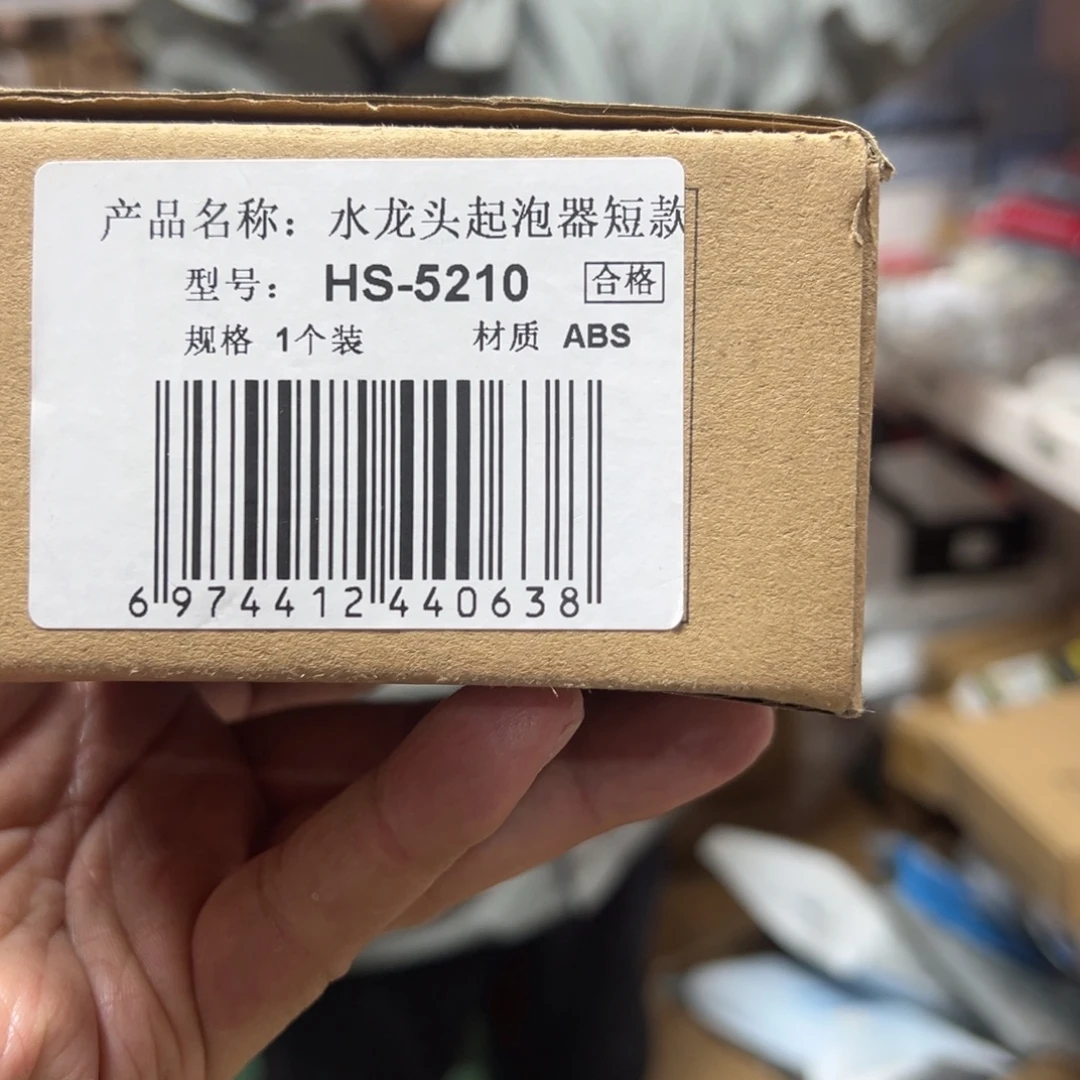 产品名称：水龙头起泡器短款
型号： HS-5210 合格
规格 1个装 材质 ABS
6974412440638